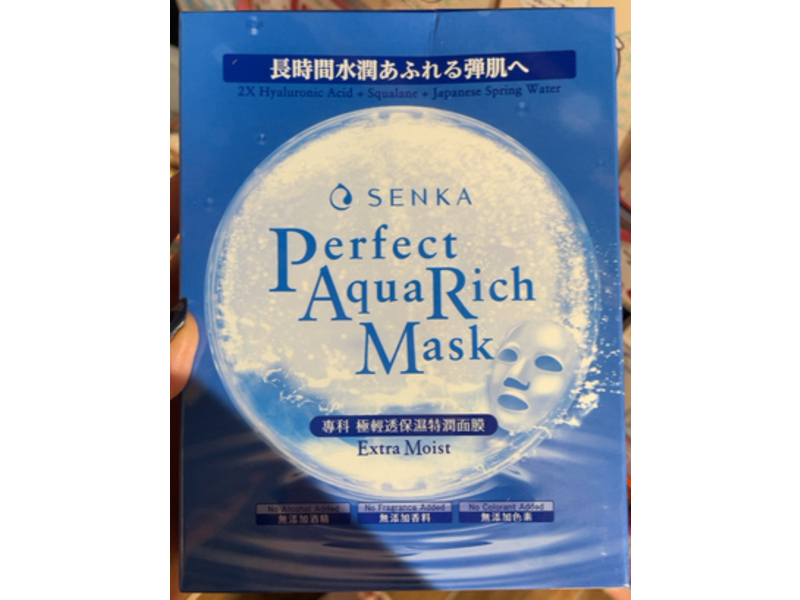 長時間水潤あふれる弾肌へ
2X Hyaluronic Acid + Squalane + Japanese Spring Water
SENKA
Perfect
AquaRich
Mask
專科 極輕透保濕特潤面膜
Extra Moist
No Alcohol Added No Fragrance Added No Colorant Added
無添加酒精 無添加香料 無添加色素